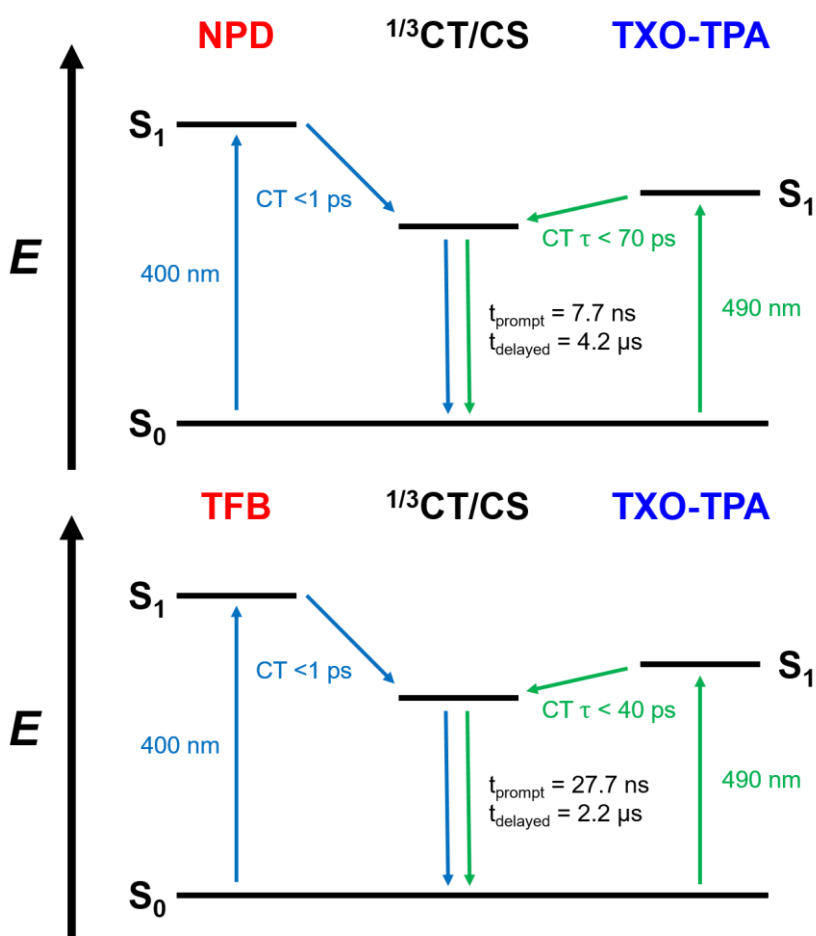 NPD 1/3CT/CS TXO-TPA
S1
S1
CT <1 ps
CT τ < 70 ps
E
400 nm
490 nm
tprompt = 7.7 ns
tdelayed = 4.2 µs
S0
TFB 1/3CT/CS TXO-TPA
S1
S1
CT <1 ps
CT τ < 40 ps
E
400 nm
490 nm
tprompt = 27.7 ns
tdelayed = 2.2 µs
S0